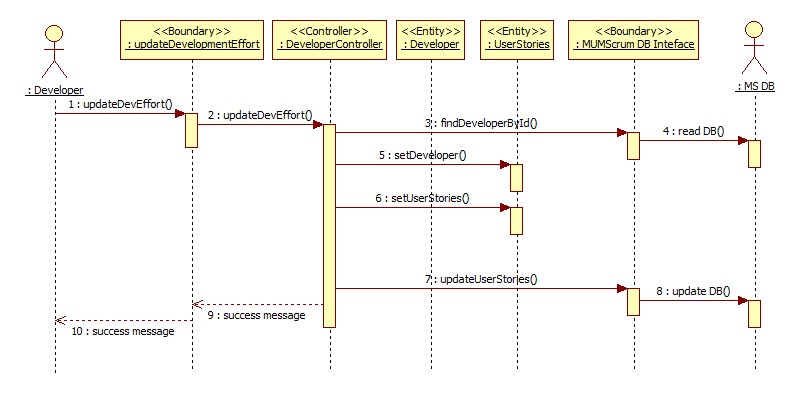 <<Boundary>>
: updateDevelopmentEffort
<<Controller>>
: DeveloperController
<<Entity>>
: Developer
<<Entity>>
: UserStories
<<Boundary>>
: MUMScrum DB Inteface
: Developer
: MS DB
1 : updateDevEffort()
2 : updateDevEffort()
3 : findDeveloperById()
4 : read DB()
5 : setDeveloper()
6 : setUserStories()
7 : updateUserStories()
8 : update DB()
9 : success message
10 : success message